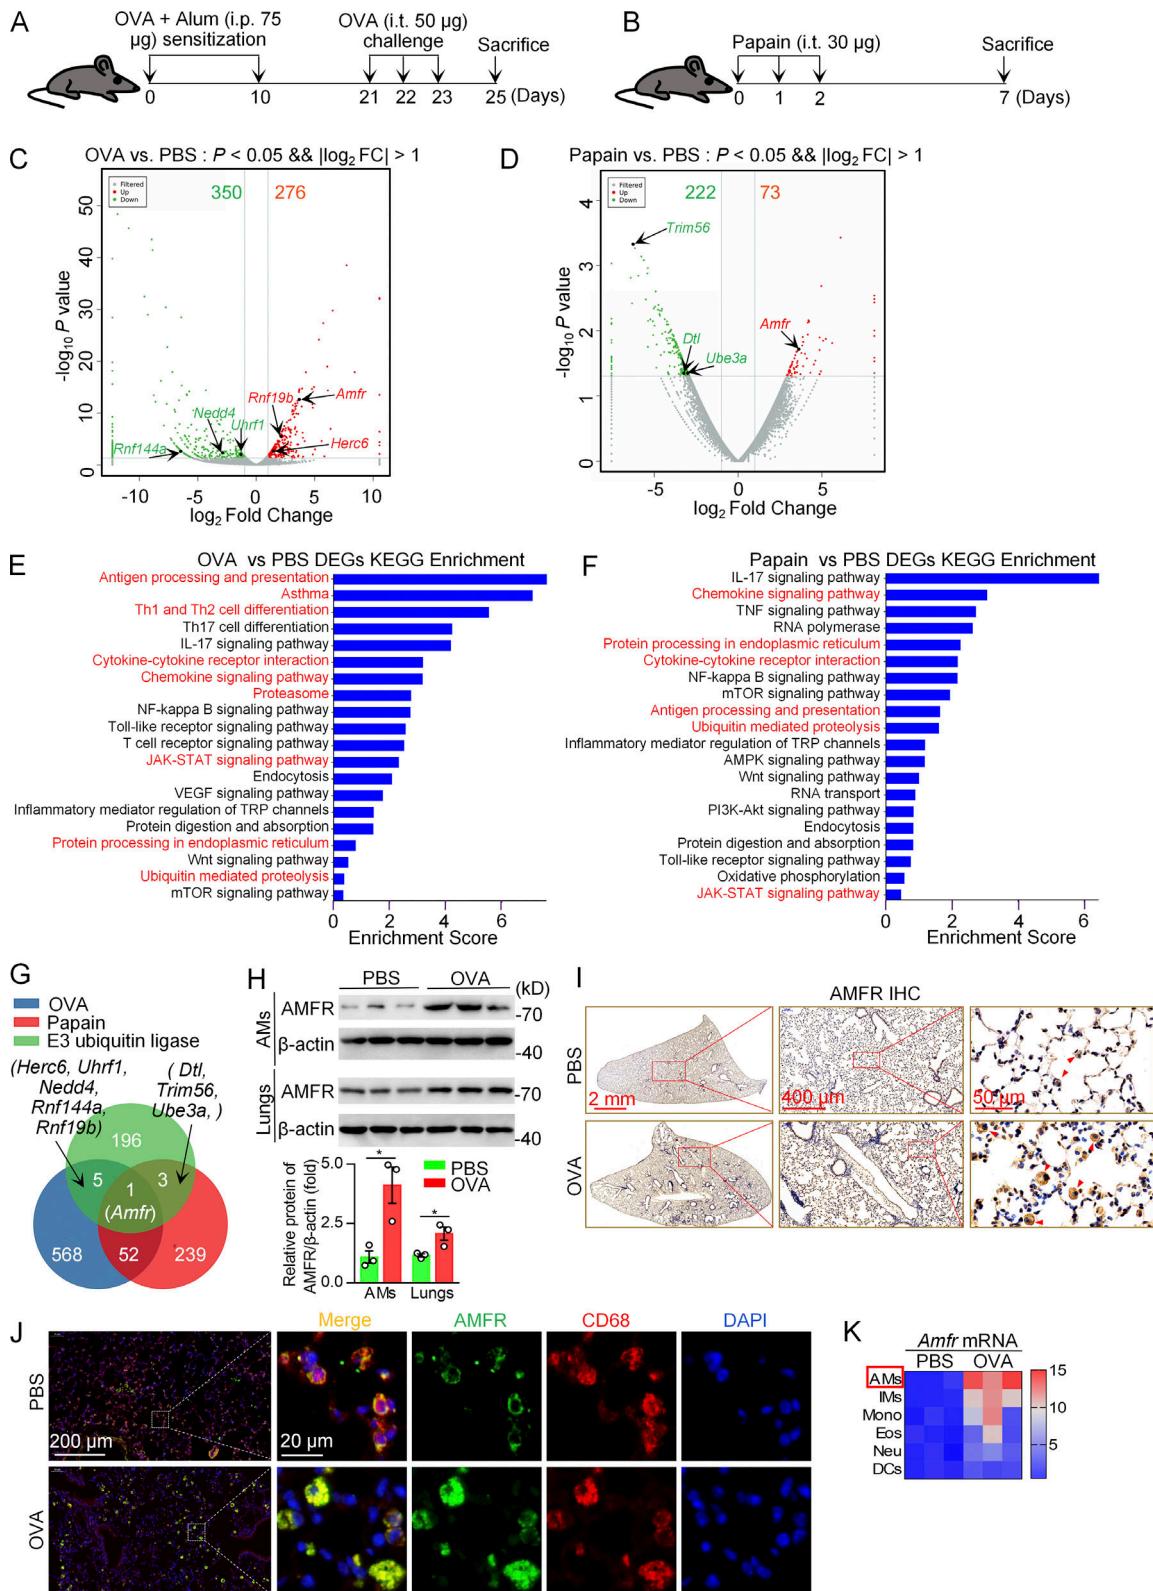 A
OVA + Alum (i.p. 75
µg) sensitization
OVA (i.t. 50 µg)
challenge
Sacrifice
0
10
21
22
23
25 (Days)
B
Papain (i.t. 30 µg)
Sacrifice
0
1
2
7 (Days)
C
OVA vs. PBS : P < 0.05 && |log2 FC| > 1
Filtered
Up
Down
350
276
50
40
30
20
10
0
-log10 P value
Rnf19b
Amfr
Nedd4
Uhrf1
Rnf144a
Herc6
-10
-5
0
5
10
log2 Fold Change
D
Papain vs. PBS : P < 0.05 && |log2 FC| > 1
Filtered
Up
Down
222
73
4
3
2
1
0
-log10 P value
Trim56
Amfr
Dtl
Ube3a
-5
0
5
log2 Fold Change
E
OVA vs PBS DEGs KEGG Enrichment
Antigen processing and presentation
Asthma
Th1 and Th2 cell differentiation
Th17 cell differentiation
IL-17 signaling pathway
Cytokine-cytokine receptor interaction
Chemokine signaling pathway
Proteasome
NF-kappa B signaling pathway
Toll-like receptor signaling pathway
T cell receptor signaling pathway
JAK-STAT signaling pathway
Endocytosis
VEGF signaling pathway
Inflammatory mediator regulation of TRP channels
Protein digestion and absorption
Protein processing in endoplasmic reticulum
Wnt signaling pathway
Ubiquitin mediated proteolysis
mTOR signaling pathway
0
2
4
6
Enrichment Score
F
Papain vs PBS DEGs KEGG Enrichment
IL-17 signaling pathway
Chemokine signaling pathway
TNF signaling pathway
RNA polymerase
Protein processing in endoplasmic reticulum
Cytokine-cytokine receptor interaction
NF-kappa B signaling pathway
mTOR signaling pathway
Antigen processing and presentation
Ubiquitin mediated proteolysis
Inflammatory mediator regulation of TRP channels
AMPK signaling pathway
Wnt signaling pathway
RNA transport
PI3K-Akt signaling pathway
Endocytosis
Protein digestion and absorption
Toll-like receptor signaling pathway
Oxidative phosphorylation
JAK-STAT signaling pathway
0
2
4
6
Enrichment Score
G
OVA
Papain
E3 ubiquitin ligase
(Herc6, Uhrf1,
Nedd4,
Rnf144a,
Rnf19b)
( Dtl,
Trim56,
Ube3a, )
196
5
1
3
(Amfr)
568
52
239
H
PBS
OVA
(kD)
AMs
AMFR
-70
β-actin
-40
Lungs
AMFR
-70
β-actin
-40
Relative protein of
AMFR/β-actin (fold)
5.0
2.5
0.0
*
*
PBS
OVA
AMs
Lungs
I
AMFR IHC
PBS
2 mm
400 µm
50 µm
OVA
J
Merge
AMFR
CD68
DAPI
PBS
200 µm
20 µm
OVA
K
Amfr mRNA
PBS
OVA
AMs
IMs
Mono
Eos
Neu
DCs
15
10
5